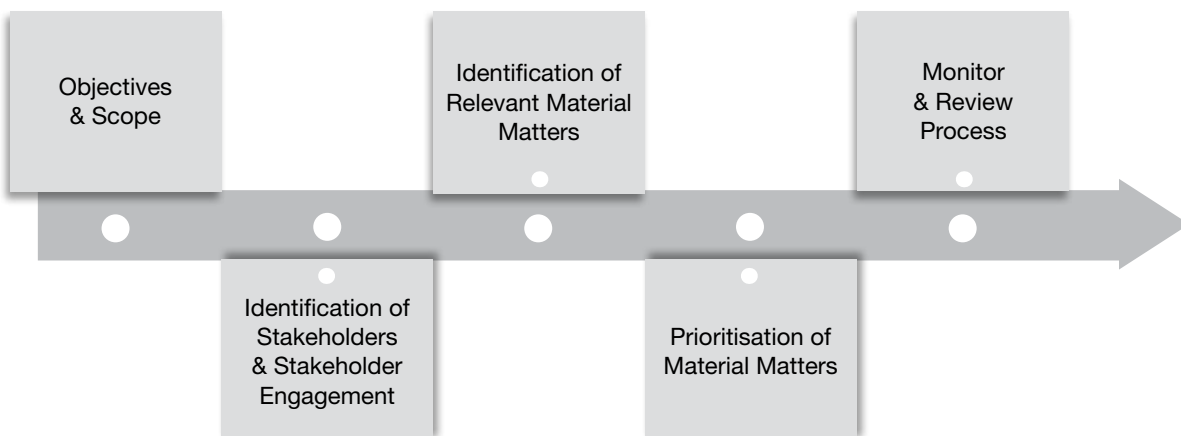 Objectives
& Scope
Identification of
Stakeholders
& Stakeholder
Engagement
Identification of
Relevant Material
Matters
Prioritisation of
Material Matters
Monitor
& Review
Process